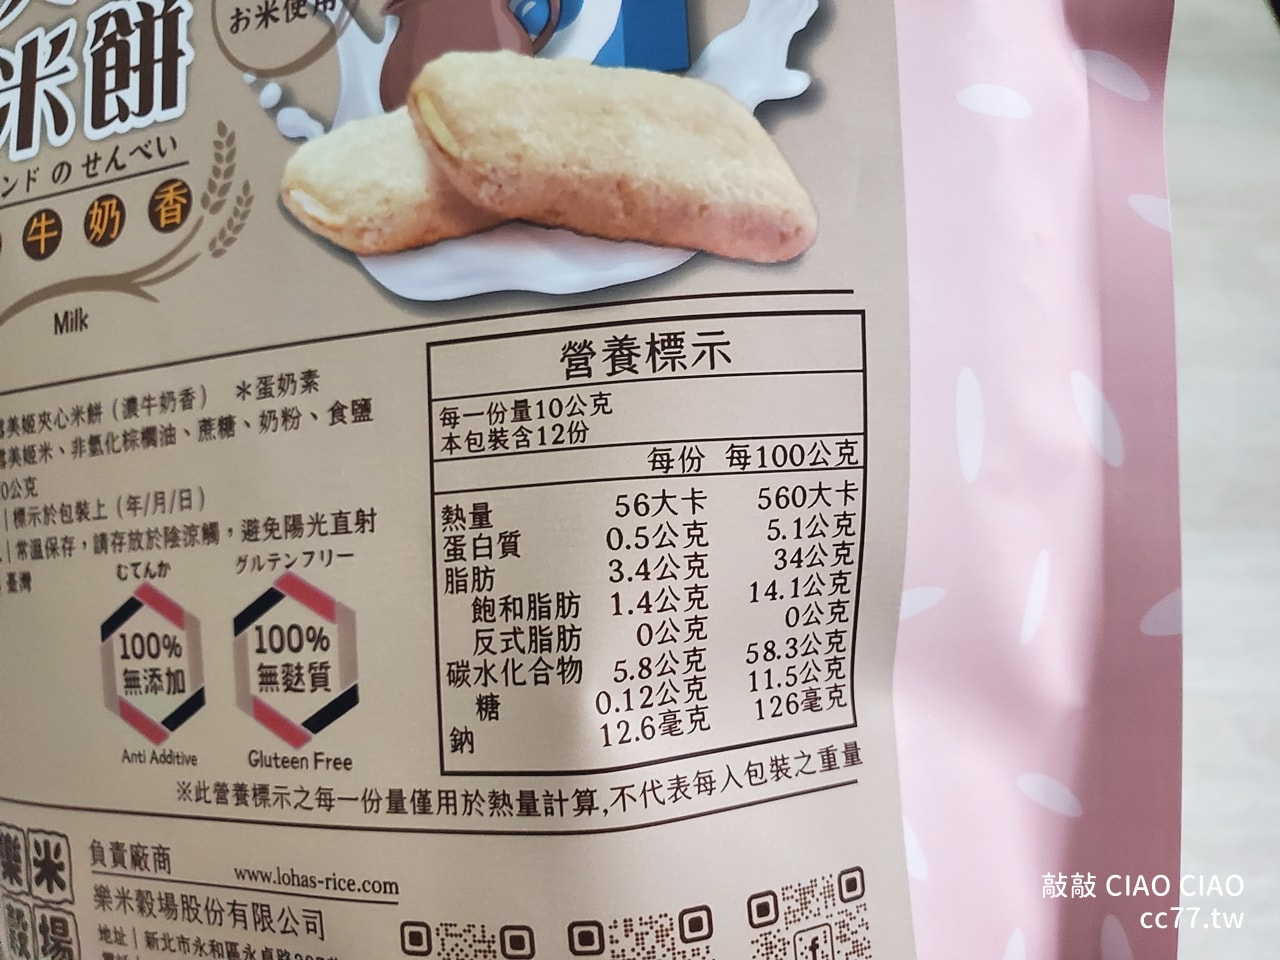 お米使用
米餅
ンド の せんべい
牛奶香
Milk
美姬夾心米餅（濃牛奶香） ＊蛋奶素
美姬米、非氫化棕櫚油、蔗糖、奶粉、食鹽
0公克
標示於包裝上（年/月/日）
常溫保存，請存放於陰涼觸，避免陽光直射
臺灣
むてんか
グルテンフリー
100%
無添加
Anti Additive
100%
無麩質
Gluteen Free
營養標示
每一份量10公克
本包裝含12份
每份 每100公克
熱量 56大卡 560大卡
蛋白質 0.5公克 5.1公克
脂肪 3.4公克 34公克
飽和脂肪 1.4公克 14.1公克
反式脂肪 0公克 0公克
碳水化合物 5.8公克 58.3公克
糖 0.12公克 11.5公克
鈉 12.6毫克 126毫克
※此營養標示之每一份量僅用於熱量計算,不代表每入包裝之重量
樂米
穀場
負責廠商
www.lohas-rice.com
樂米穀場股份有限公司
地址｜新北市永和區永貞路
敲敲 CIAO CIAO
cc77.tw